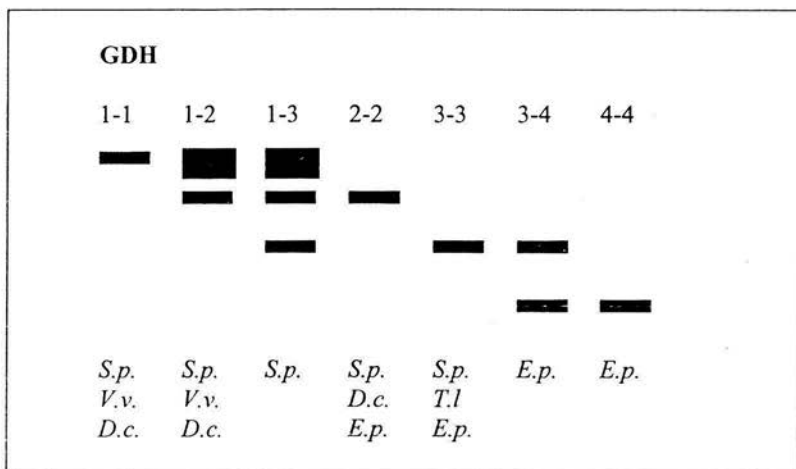 GDH
1-1 1-2 1-3 2-2 3-3 3-4 4-4
S.p. S.p. S.p. S.p. S.p. E.p. E.p.
V.v. V.v. D.c. T.l
D.c. D.c. E.p. E.p.